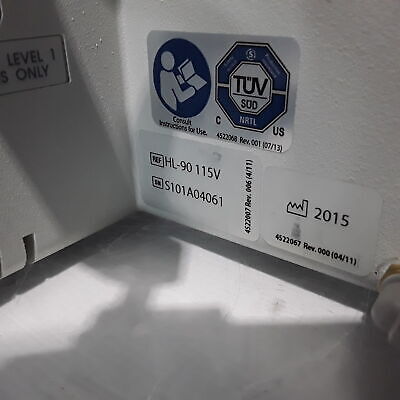 LEVEL 1
S ONLY
Consult
Instructions for Use.
TÜV
SÜD
NRTL
C US
4522068 Rev. 001 (07/13)
REF HL-90 115V
SN S101A04061
4522007 Rev. 006 (4/11)
2015
4522067 Rev. 000 (04/11)